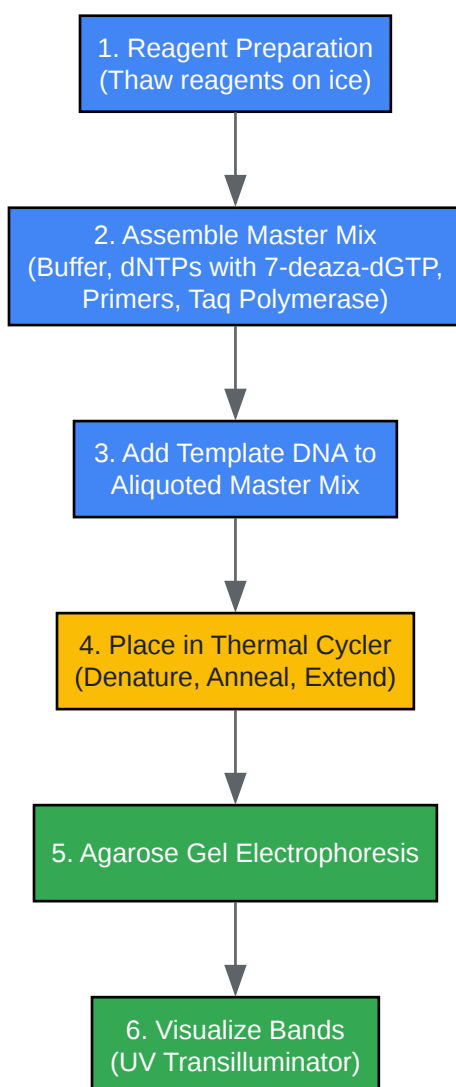 1. Reagent Preparation
(Thaw reagents on ice)
2. Assemble Master Mix
(Buffer, dNTPs with 7-deaza-dGTP,
Primers, Taq Polymerase)
3. Add Template DNA to
Aliquoted Master Mix
4. Place in Thermal Cycler
(Denature, Anneal, Extend)
5. Agarose Gel Electrophoresis
6. Visualize Bands
(UV Transilluminator)